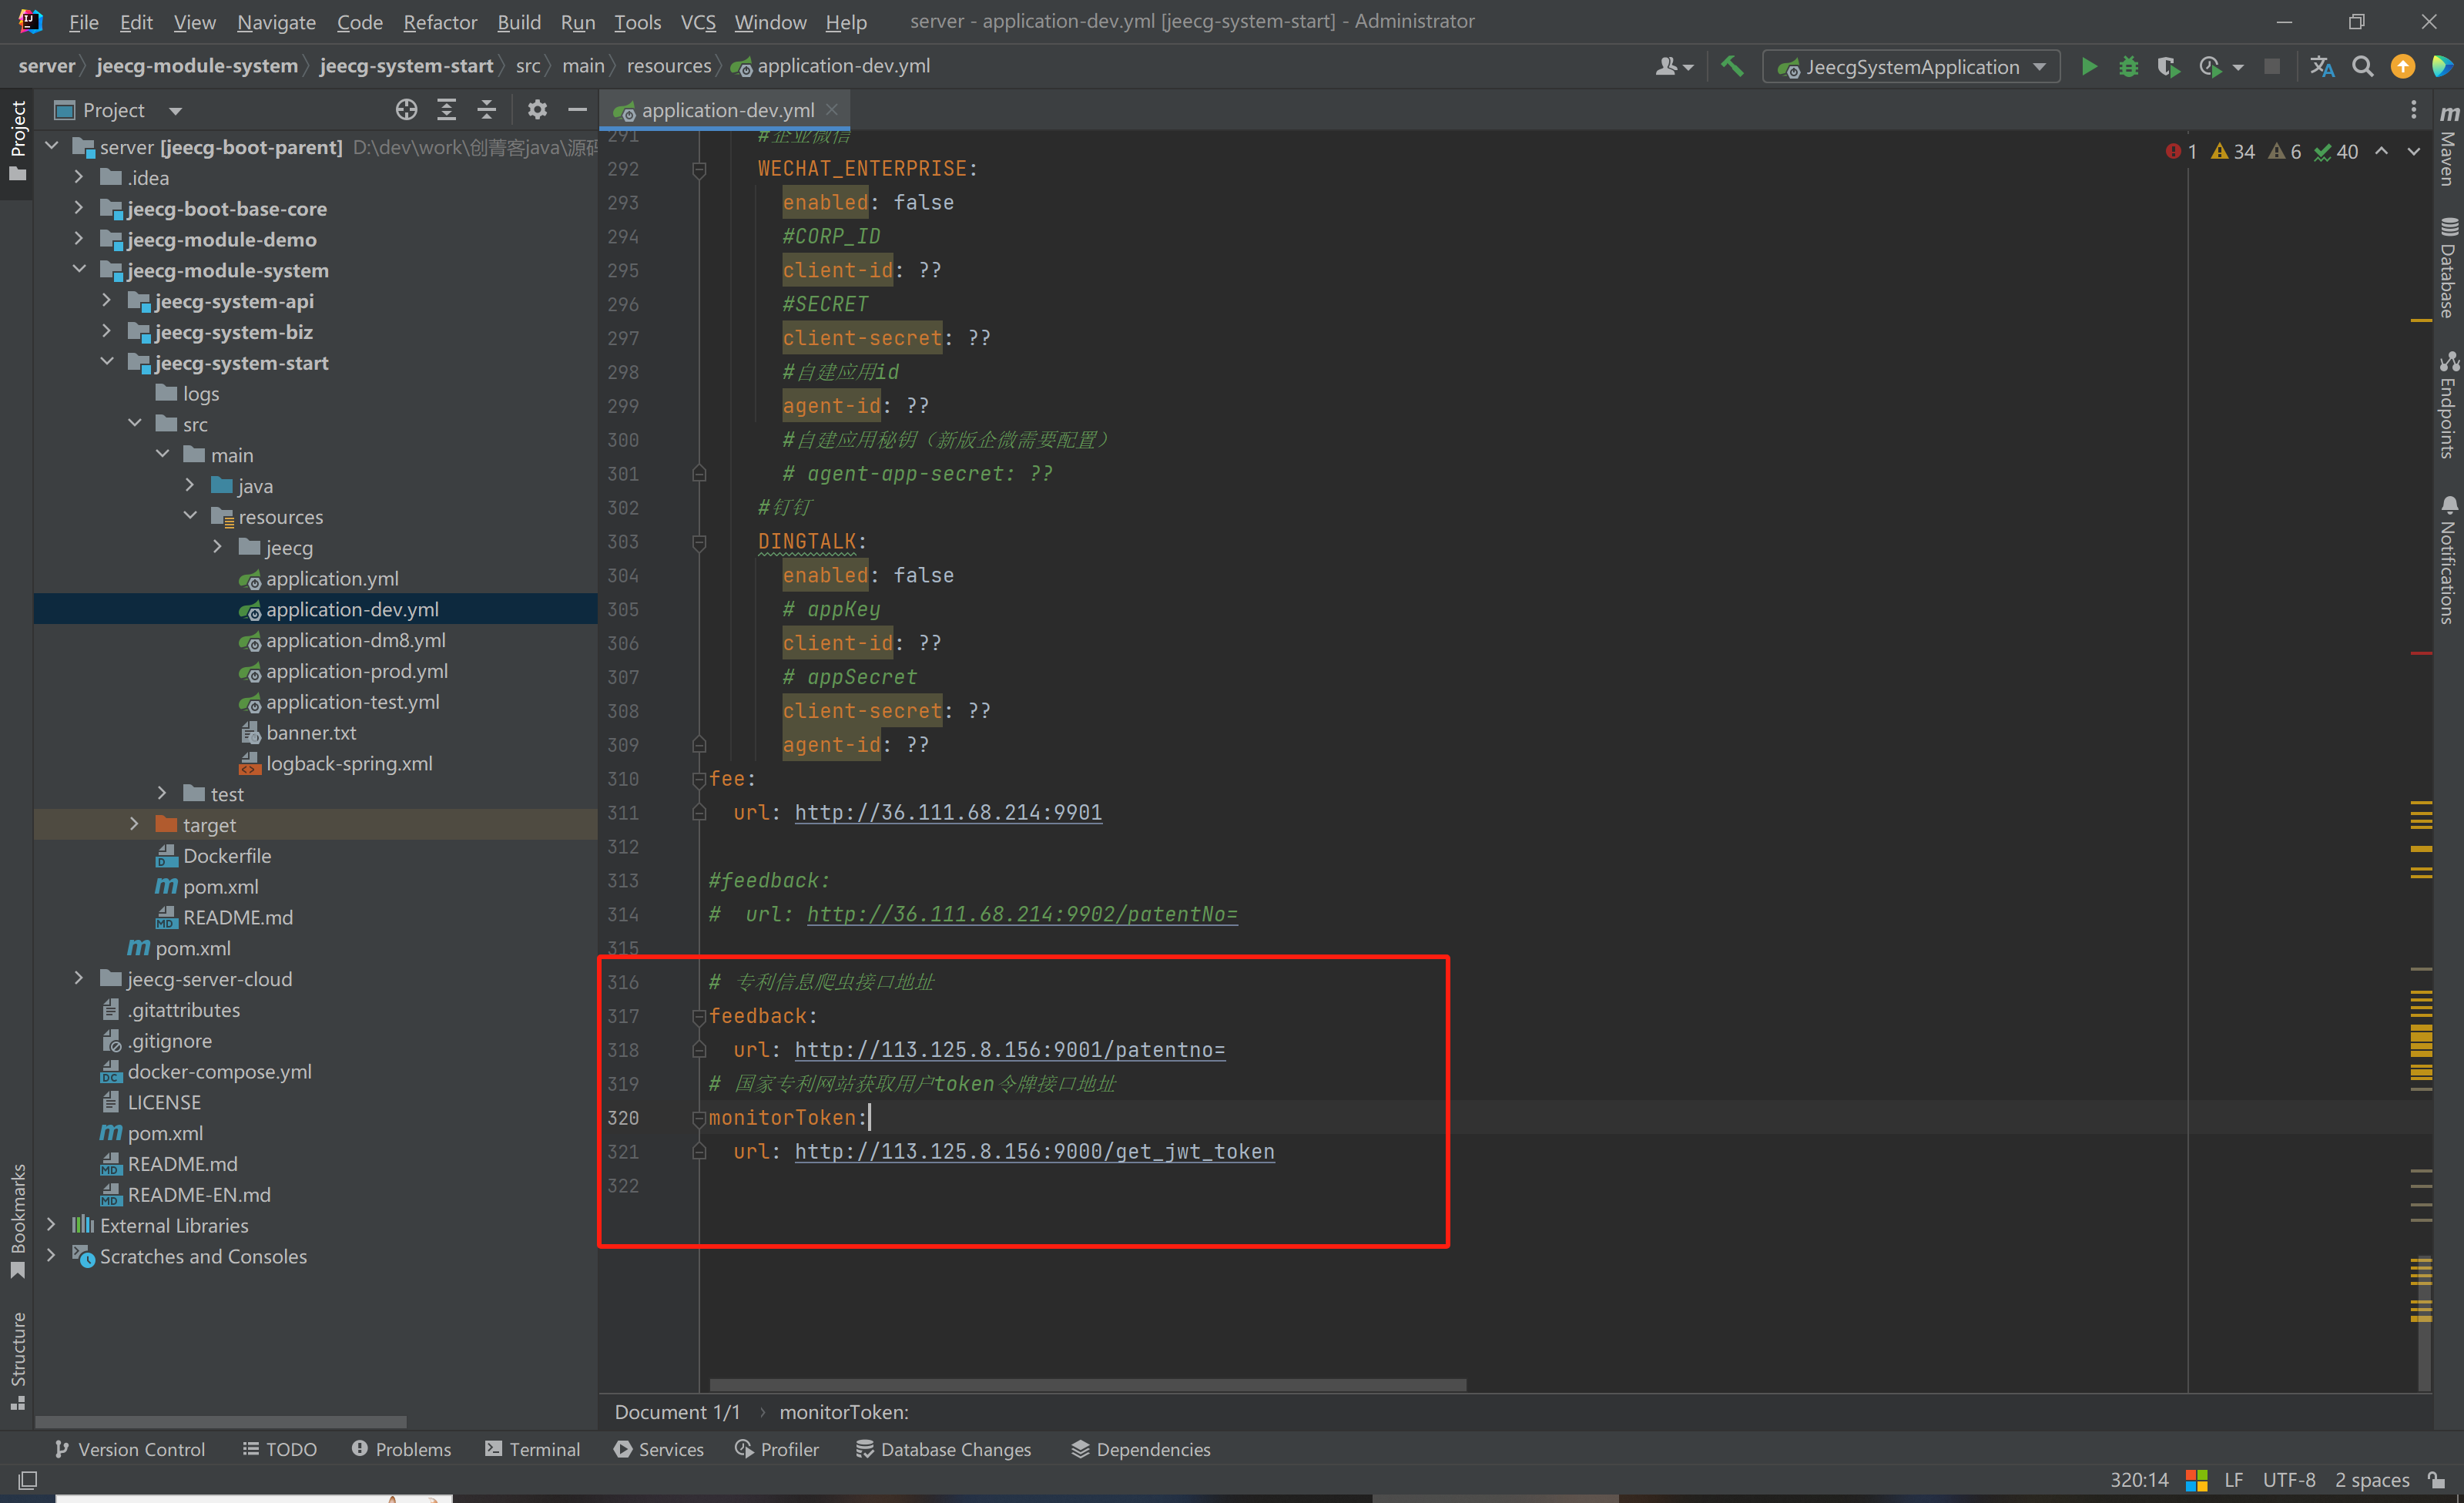 File Edit View Navigate Code Refactor Build Run Tools VCS Window Help server - application-dev.yml [jeecg-system-start] - Administrator
server jeecg-module-system jeecg-system-start src main resources application-dev.yml JeecgSystemApplication
Project
Project
server [jeecg-boot-parent] D:\dev\work\创菁客java\源码
.idea
jeecg-boot-base-core
jeecg-module-demo
jeecg-module-system
jeecg-system-api
jeecg-system-biz
jeecg-system-start
logs
src
main
java
resources
jeecg
application.yml
application-dev.yml
application-dm8.yml
application-prod.yml
application-test.yml
banner.txt
logback-spring.xml
test
target
Dockerfile
pom.xml
README.md
pom.xml
jeecg-server-cloud
.gitattributes
.gitignore
docker-compose.yml
LICENSE
pom.xml
README.md
README-EN.md
External Libraries
Scratches and Consoles
Bookmarks
Structure
application-dev.yml
1 34 6 40
291 #企业微信
292 WECHAT_ENTERPRISE:
293 enabled: false
294 #CORP_ID
295 client-id: ??
296 #SECRET
297 client-secret: ??
298 #自建应用id
299 agent-id: ??
300 #自建应用秘钥（新版企微需要配置）
301 # agent-app-secret: ??
302 #钉钉
303 DINGTALK:
304 enabled: false
305 # appKey
306 client-id: ??
307 # appSecret
308 client-secret: ??
309 agent-id: ??
310 fee:
311 url: http://36.111.68.214:9901
312
313 #feedback:
314 # url: http://36.111.68.214:9902/patentNo=
315
316 # 专利信息爬虫接口地址
317 feedback:
318 url: http://113.125.8.156:9001/patentno=
319 # 国家专利网站获取用户token令牌接口地址
320 monitorToken:
321 url: http://113.125.8.156:9000/get_jwt_token
322
Document 1/1 monitorToken:
m Maven
Database
Endpoints
Notifications
Version Control TODO Problems Terminal Services Profiler Database Changes Dependencies
320:14 LF UTF-8 2 spaces